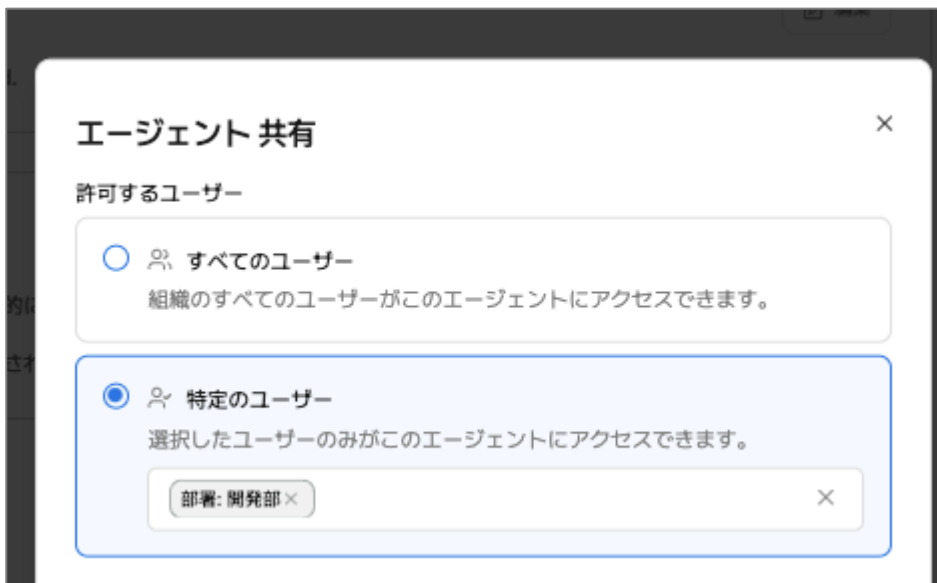 エージェント 共有
許可するユーザー
すべてのユーザー
組織のすべてのユーザーがこのエージェントにアクセスできます。
的に
され
特定のユーザー
選択したユーザーのみがこのエージェントにアクセスできます。
部署: 開発部